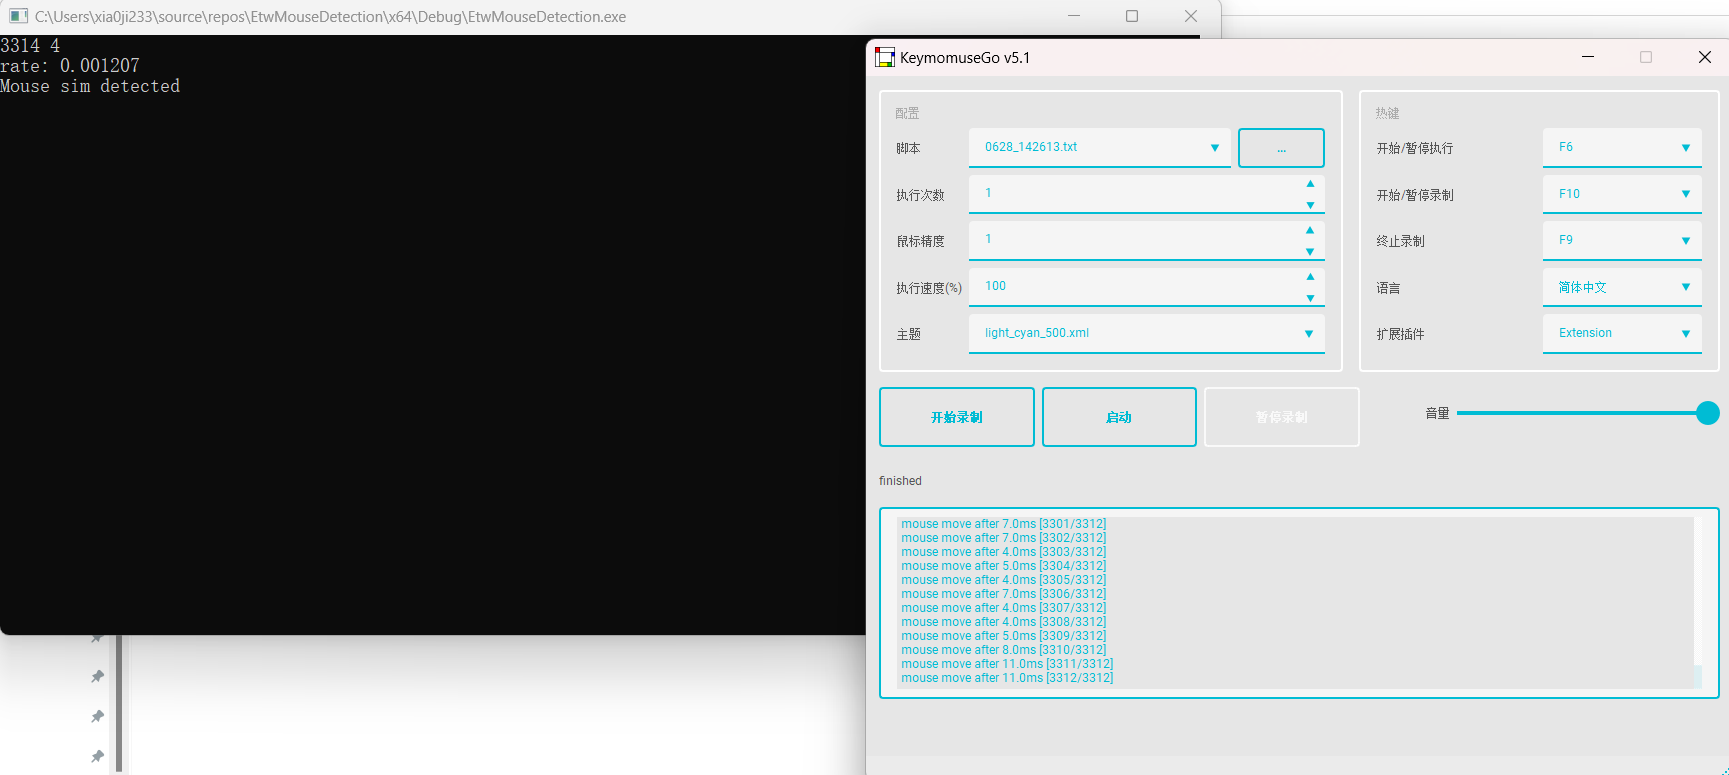 C:\Users\xia0ji233\source\repos\EtwMouseDetection\x64\Debug\EtwMouseDetection.exe
3314 4
rate: 0.001207
Mouse sim detected
KeymomuseGo v5.1
配置
脚本
0628_142613.txt
...
执行次数
1
鼠标精度
1
执行速度(%)
100
主题
light_cyan_500.xml
热键
开始/暂停执行
F6
开始/暂停录制
F10
终止录制
F9
语言
简体中文
扩展插件
Extension
开始录制
启动
暂停录制
音量
finished
mouse move after 7.0ms [3301/3312]
mouse move after 7.0ms [3302/3312]
mouse move after 4.0ms [3303/3312]
mouse move after 5.0ms [3304/3312]
mouse move after 4.0ms [3305/3312]
mouse move after 7.0ms [3306/3312]
mouse move after 4.0ms [3307/3312]
mouse move after 4.0ms [3308/3312]
mouse move after 5.0ms [3309/3312]
mouse move after 8.0ms [3310/3312]
mouse move after 11.0ms [3311/3312]
mouse move after 11.0ms [3312/3312]